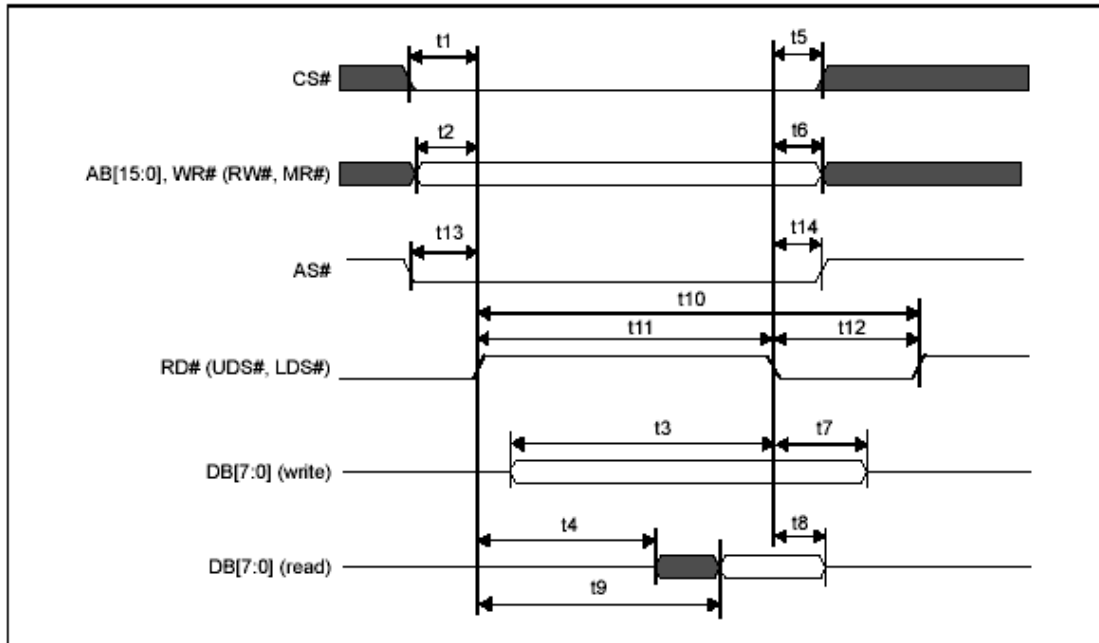 t1
t5
CS#
t2
t6
AB[15:0], WR# (RW#, MR#)
t13
t14
AS#
t10
t11
t12
RD# (UDS#, LDS#)
t3
t7
DB[7:0] (write)
t4
t8
DB[7:0] (read)
t9